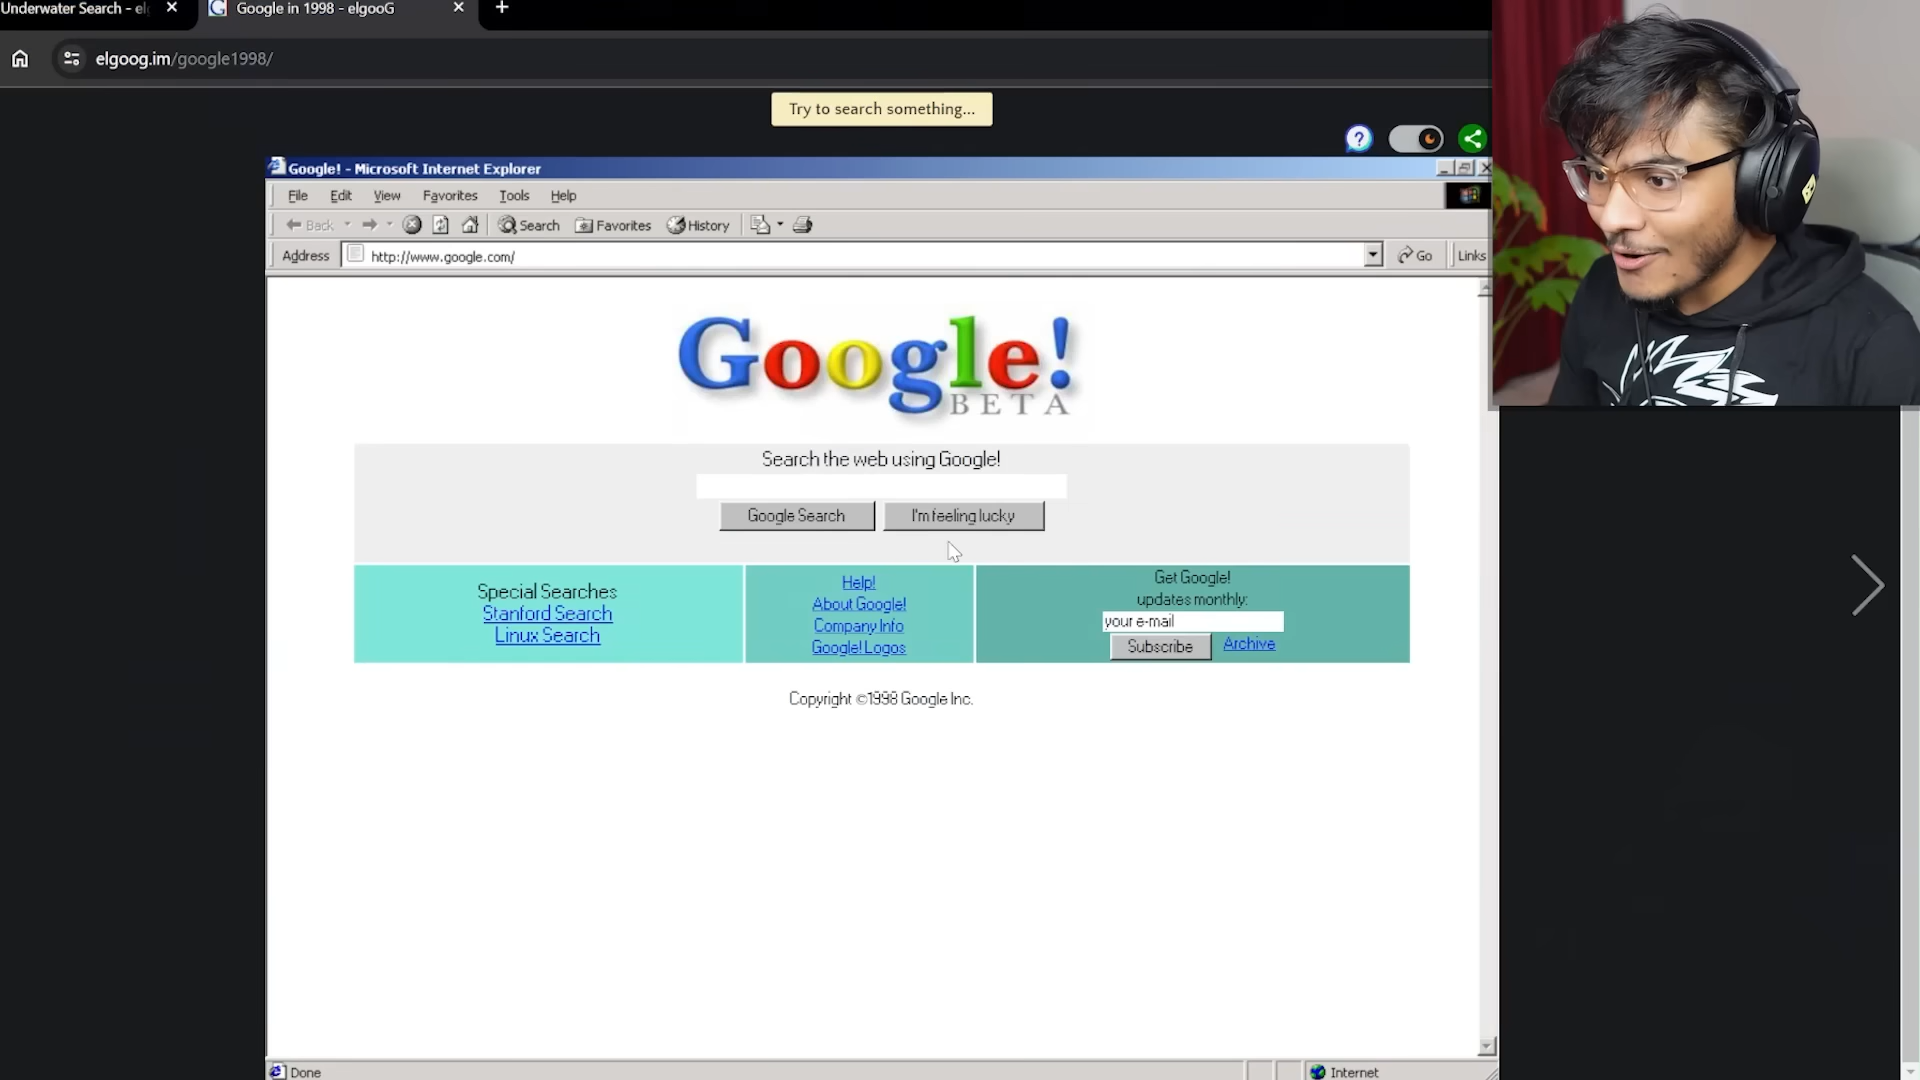 Underwater Search - el
Google in 1998 - elgooG
elgoog.im/google1998/
Try to search something...
Google! - Microsoft Internet Explorer
File Edit View Favorites Tools Help
Back Search Favorites History
Address http://www.google.com/ Go Links
Google!
BETA
Search the web using Google!
Google Search I'm feeling lucky
Special Searches
Stanford Search
Linux Search
Help!
About Google!
Company Info
Google! Logos
Get Google!
updates monthly:
your e-mail
Subscribe Archive
Copyright ©1998 Google Inc.
Done Internet